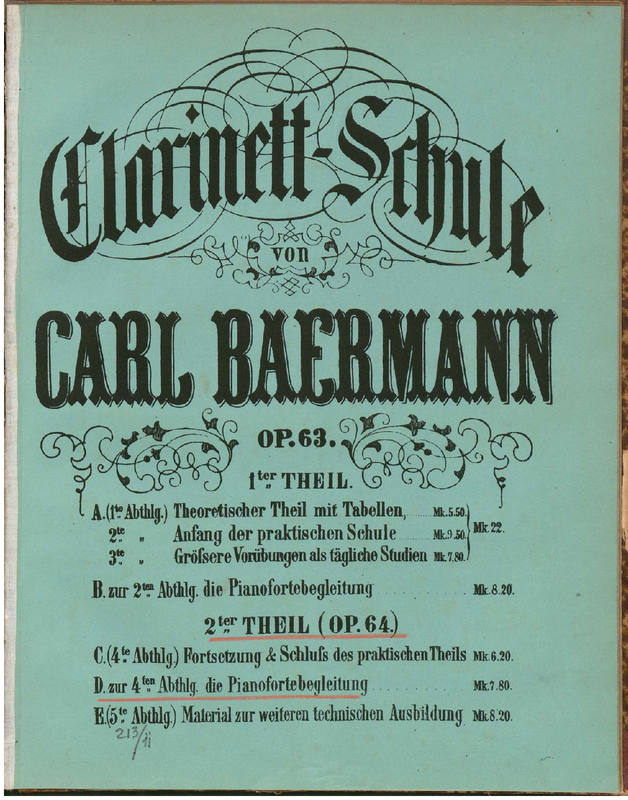 Clarinett-Schule
von
CARL BAERMANN
OP. 63.
1ter THEIL.
A.(1te Abthlg.) Theoretischer Theil mit Tabellen, Mk.5.50.
2te „ Anfang der praktischen Schule Mk.9.50.
Mk.22.
3te „ Größere Vorübungen als tägliche Studien Mk.7.80.
B. zur 2ten Abthlg. die Pianofortebegleitung Mk.8.20.
2ter THEIL (OP. 64.)
C.(4te Abthlg.) Fortsetzung & Schluß des praktischen Theils Mk.6.20.
D. zur 4ten Abthlg. die Pianofortebegleitung Mk.7.80.
E.(5te Abthlg.) Material zur weiteren technischen Ausbildung Mk.8.20.
213/ii